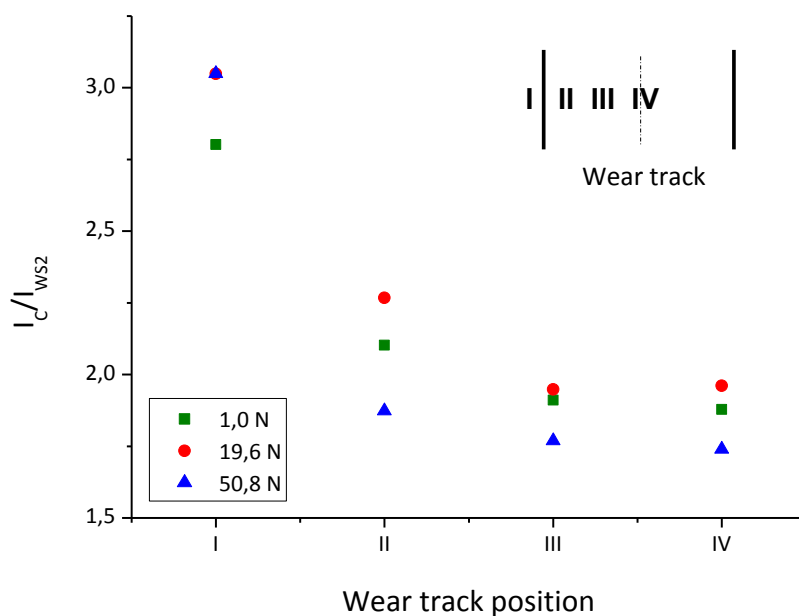 3,0
2,5
2,0
1,5
I_C/I_WS2
I II III IV
Wear track
1,0 N
19,6 N
50,8 N
I II III IV
Wear track position